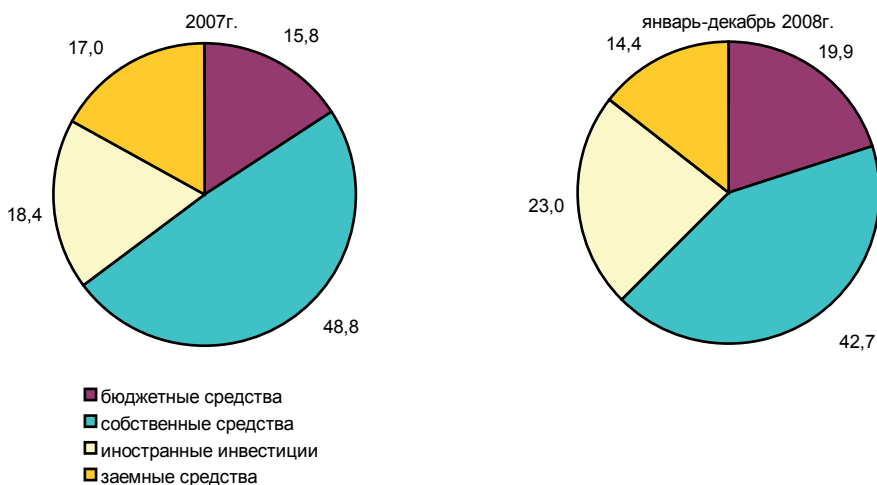 2007г.
15,8
17,0
18,4
48,8
январь-декабрь 2008г.
14,4
19,9
23,0
42,7
бюджетные средства
собственные средства
иностранные инвестиции
заемные средства